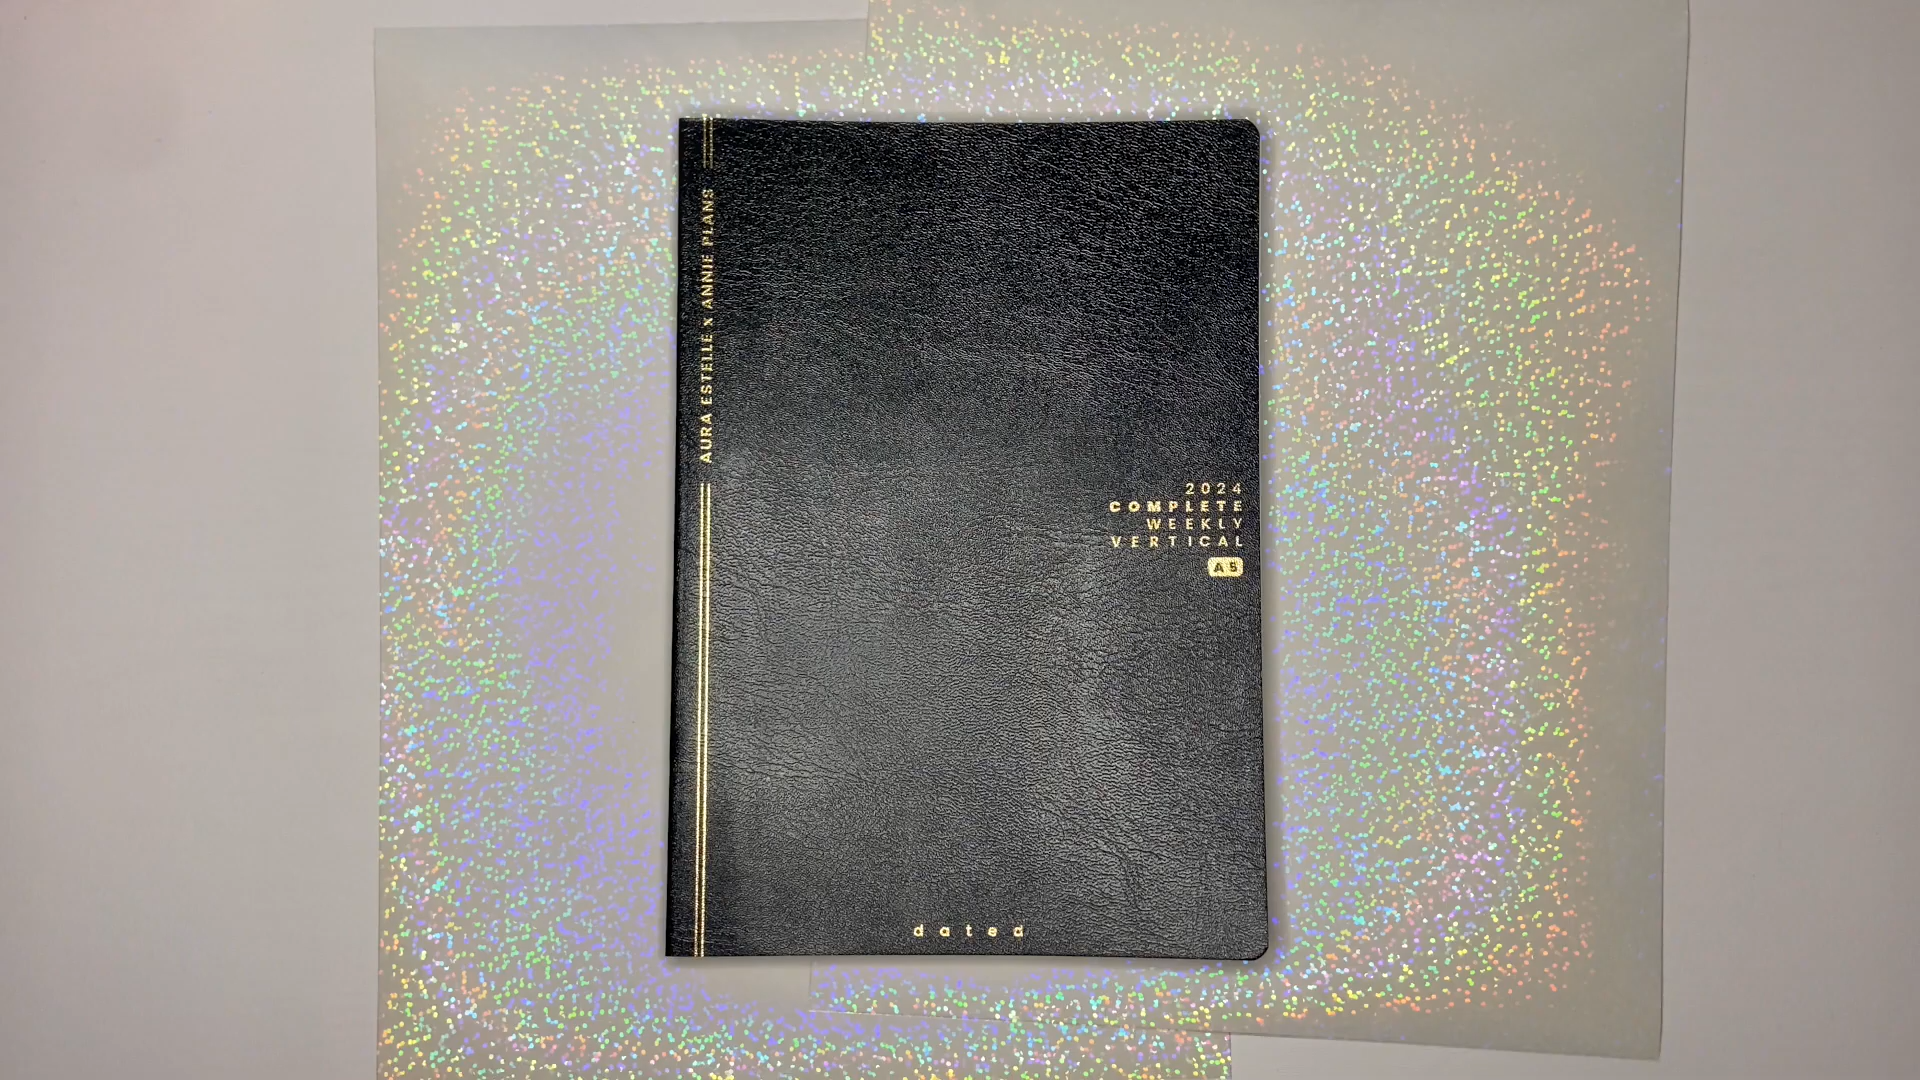 AURA ESTELLE x ANNIE PLANS
2024
COMPLETE
WEEKLY
VERTICAL
A5
dated